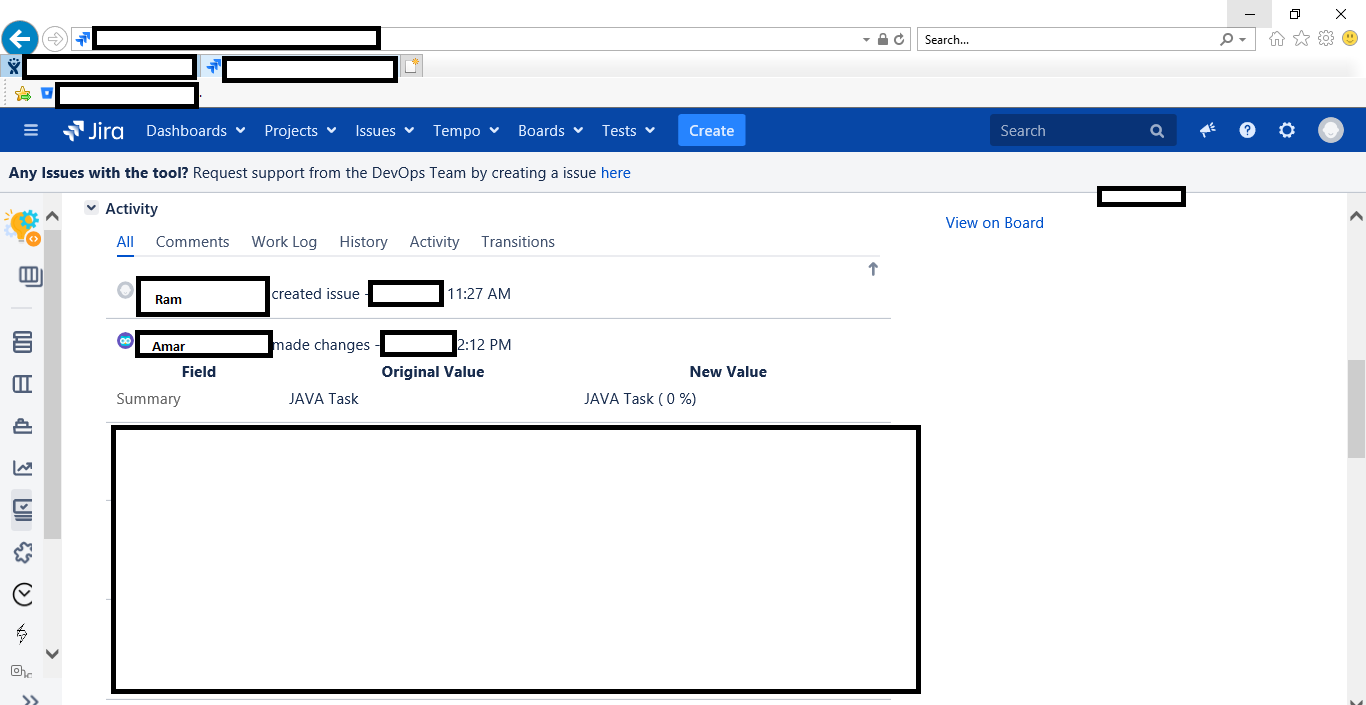 Search...
Jira Dashboards Projects Issues Tempo Boards Tests Create Search
Any Issues with the tool? Request support from the DevOps Team by creating a issue here
Activity
View on Board
All Comments Work Log History Activity Transitions
Ram created issue - 11:27 AM
Amar made changes - 2:12 PM
Field Original Value New Value
Summary JAVA Task JAVA Task ( 0 %)